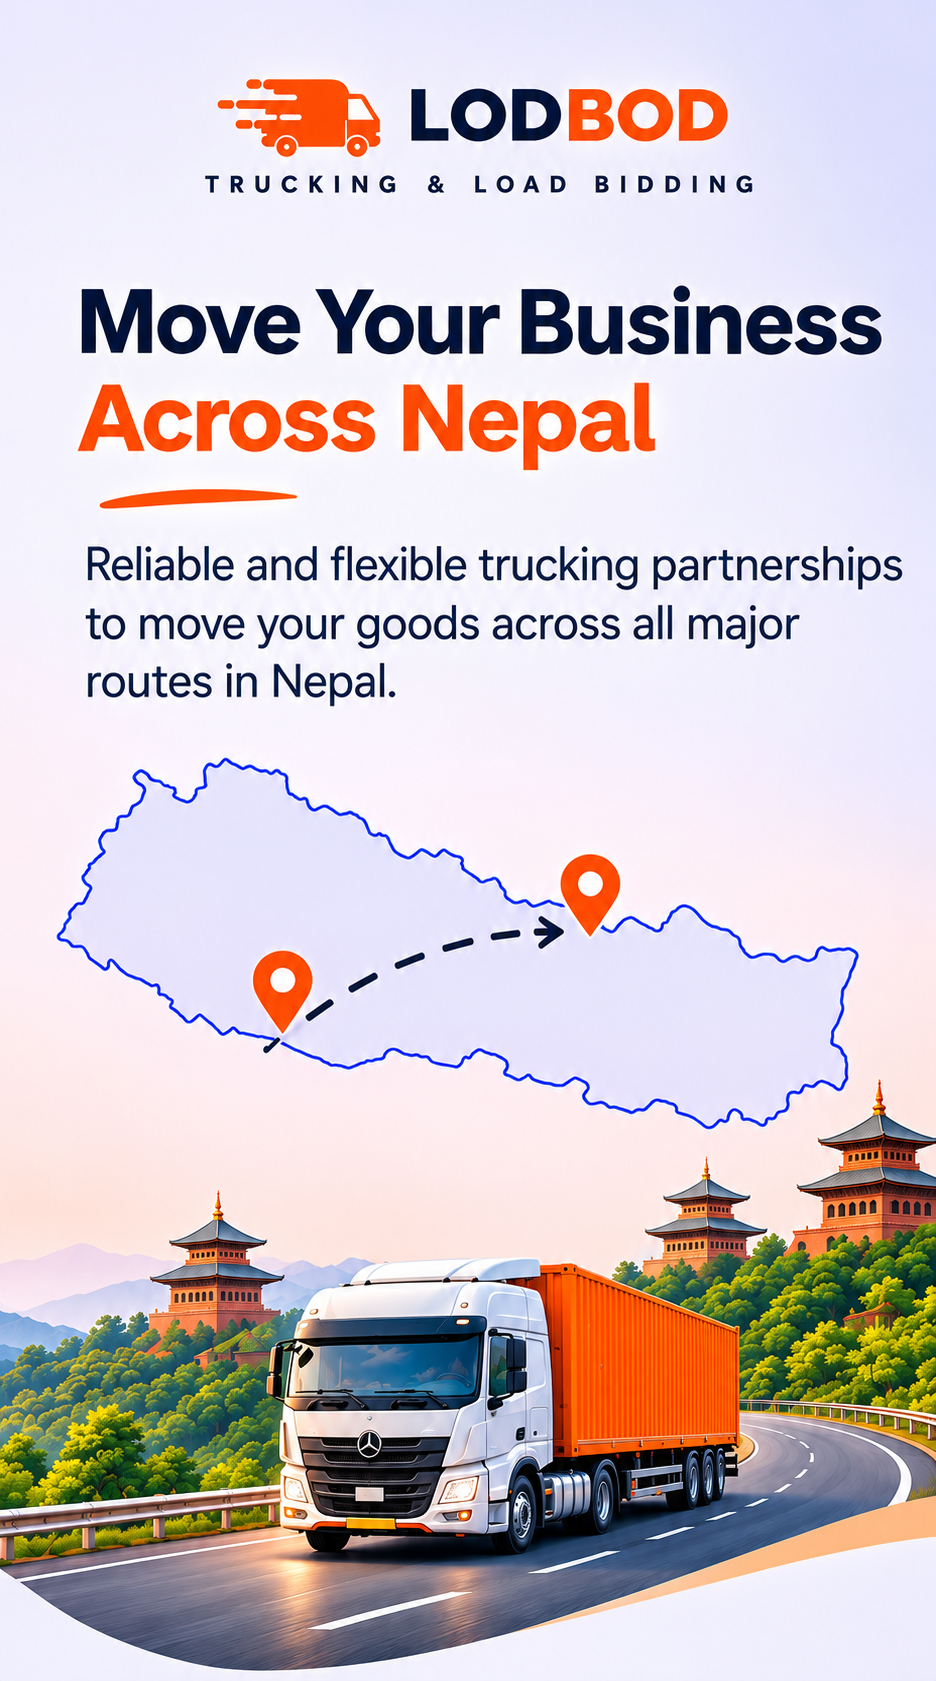 LODBOD
TRUCKING & LOAD BIDDING
Move Your Business
Across Nepal
Reliable and flexible trucking partnerships
to move your goods across all major
routes in Nepal.